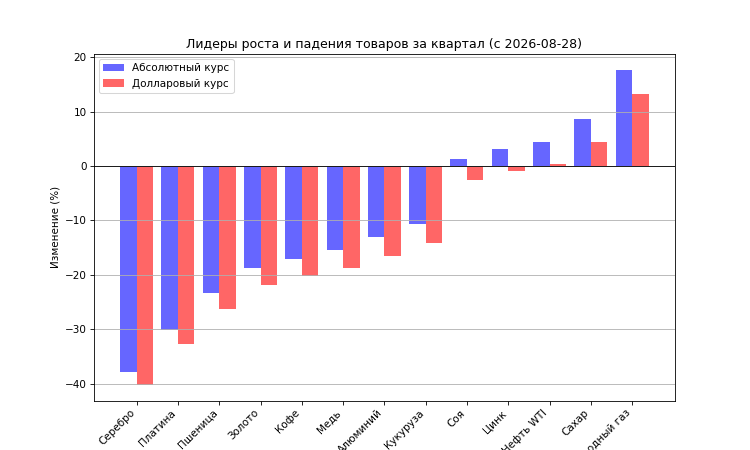 Лидеры роста и падения товаров за квартал (с 2026-08-28)
Абсолютный курс
Долларовый курс
Изменение (%)
20
10
0
−10
−20
−30
−40
Серебро
Платина
Пшеница
Золото
Кофе
Медь
Алюминий
Кукуруза
Соя
Цинк
Нефть WTI
Сахар
газ